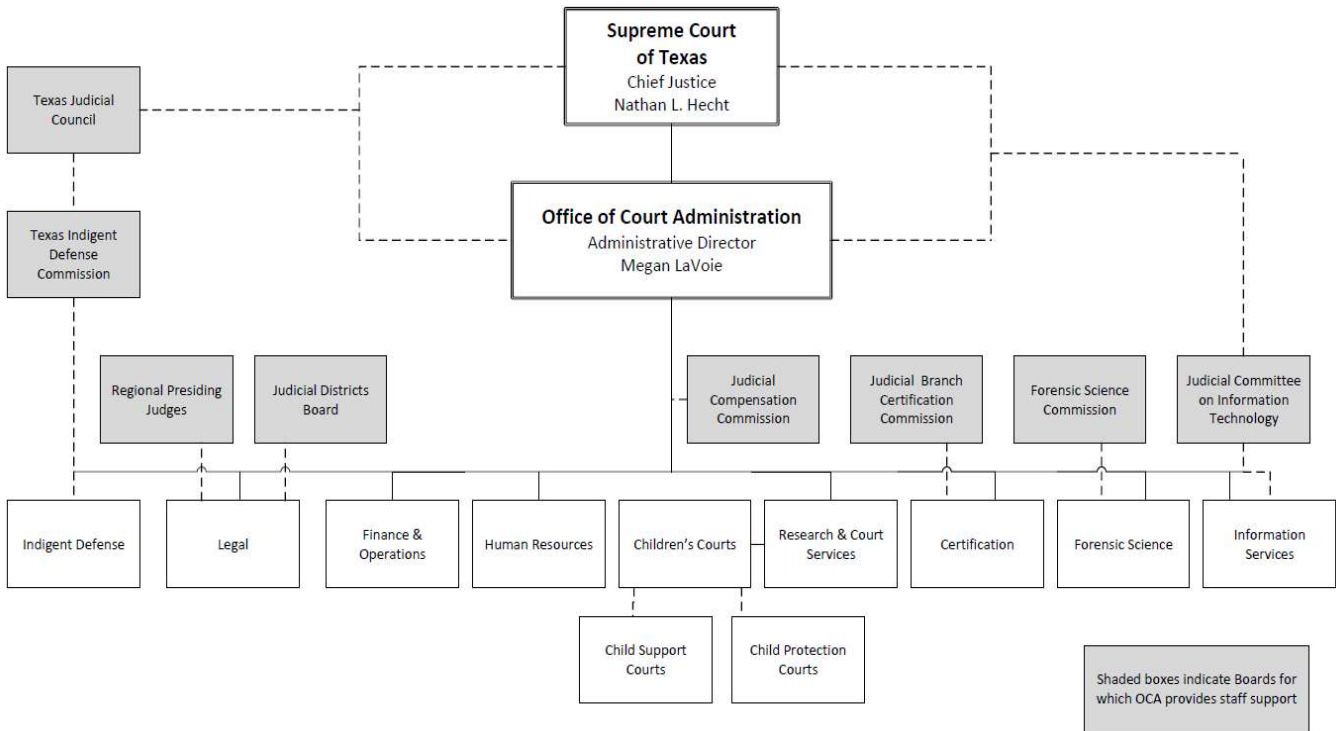 Supreme Court
of Texas
Chief Justice
Nathan L. Hecht
Texas Judicial
Council
Office of Court Administration
Administrative Director
Megan LaVoie
Texas Indigent
Defense
Commission
Regional Presiding
Judges
Judicial Districts
Board
Judicial
Compensation
Commission
Judicial Branch
Certification
Commission
Forensic Science
Commission
Judicial Committee
on Information
Technology
Indigent Defense
Legal
Finance &
Operations
Human Resources
Children's Courts
Research & Court
Services
Certification
Forensic Science
Information
Services
Child Support
Courts
Child Protection
Courts
Shaded boxes indicate Boards for
which OCA provides staff support